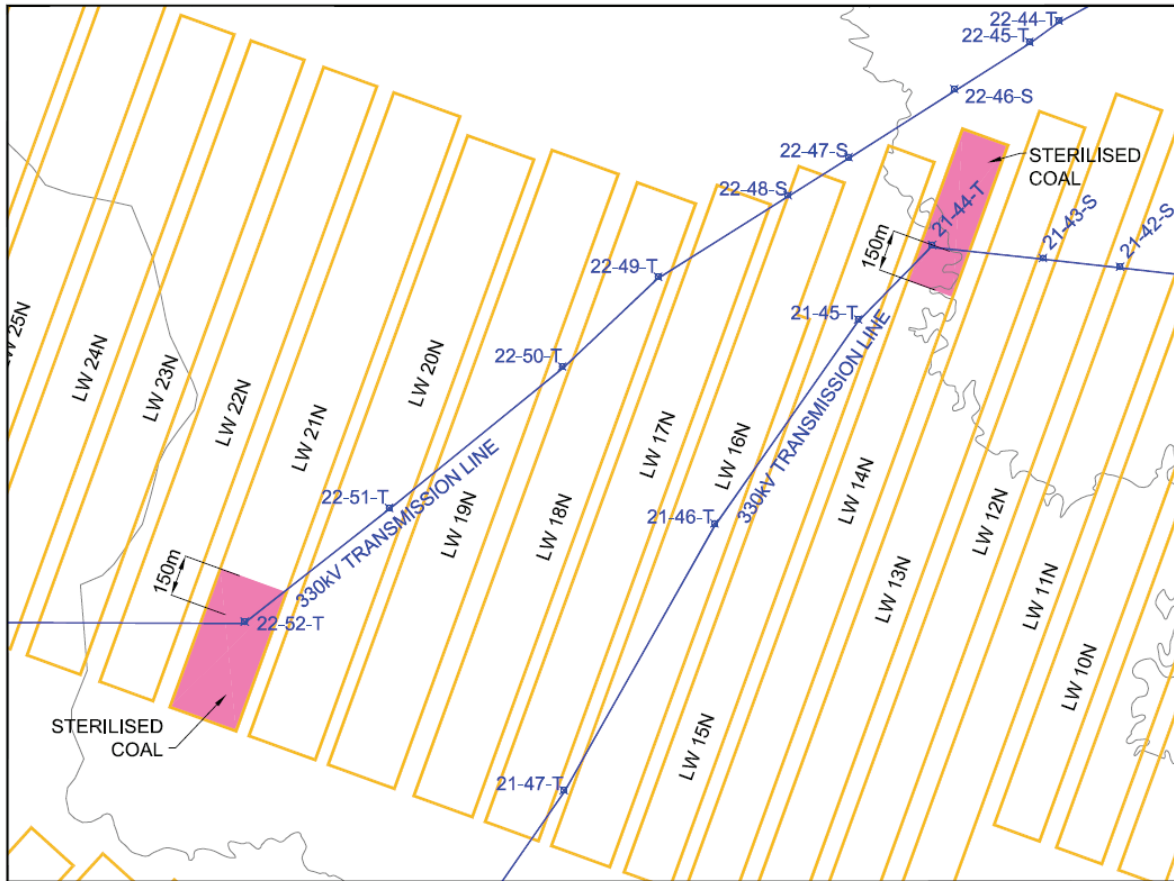 22-44-T
22-45-T
22-46-S
22-47-S
22-48-S
STERILISED
COAL
21-44-T
21-43-S
21-42-S
150m
22-49-T
21-45-T
22-50-T
LW 25N
LW 24N
LW 23N
LW 22N
LW 21N
LW 20N
LW 19N
LW 18N
LW 17N
LW 16N
LW 14N
LW 13N
LW 12N
LW 11N
LW 10N
LW 15N
330kV TRANSMISSION LINE
330kV TRANSMISSION LINE
22-51-T
21-46-T
150m
22-52-T
STERILISED
COAL
21-47-T